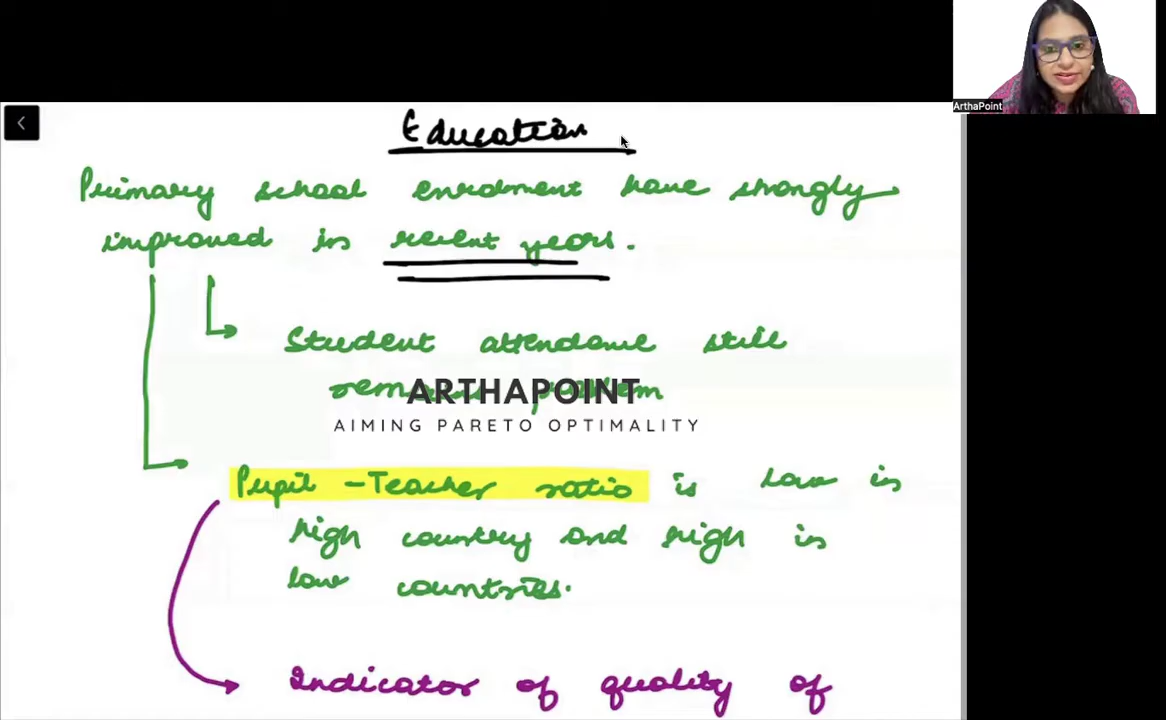 ArthaPoint
Education
Primary school enrolment have strongly
improved in recent years.
Student attendance still
ARTHAPOINT
AIMING PARETO OPTIMALITY
Pupil - Teacher ratio is low in
high country and high in
low countries.
Indicator of quality of